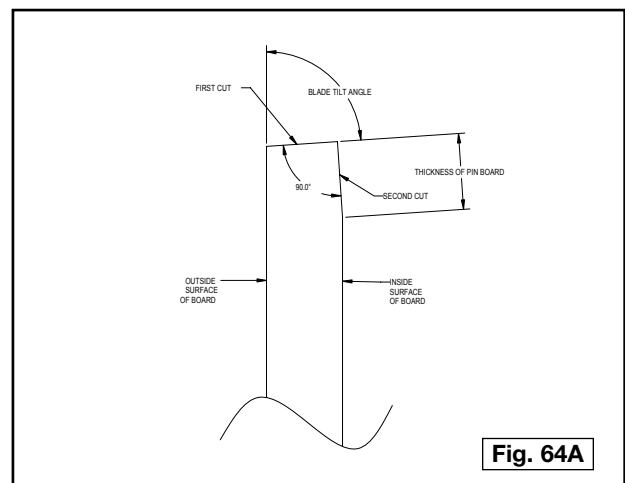 FIRST CUT
BLADE TILT ANGLE
THICKNESS OF PIN BOARD
90.0°
SECOND CUT
OUTSIDE
SURFACE
OF BOARD
INSIDE
SURFACE
OF BOARD
Fig. 64A